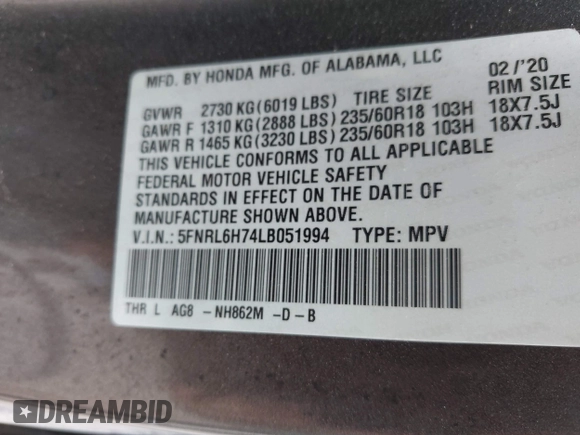 MFD. BY HONDA MFG. OF ALABAMA, LLC
02/'20
GVWR 2730 KG(6019 LBS) TIRE SIZE RIM SIZE
GAWR F 1310 KG(2888 LBS)235/60R18 103H 18X7.5J
GAWR R 1465 KG(3230 LBS)235/60R18 103H 18X7.5J
THIS VEHICLE CONFORMS TO ALL APPLICABLE
FEDERAL MOTOR VEHICLE SAFETY
STANDARDS IN EFFECT ON THE DATE OF
MANUFACTURE SHOWN ABOVE.
V.I.N.: 5FNRL6H74LB051994 TYPE: MPV
THR L AG8 -NH862M -D-B
DREAMBID